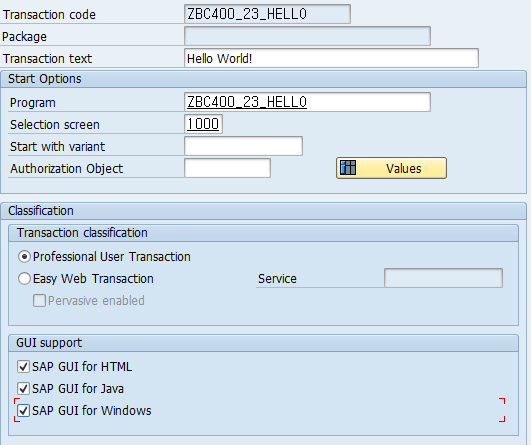 Transaction code ZBC400_23_HELLO
Package
Transaction text Hello World!
Start Options
Program ZBC400_23_HELLO
Selection screen 1000
Start with variant
Authorization Object Values
Classification
Transaction classification
Professional User Transaction
Easy Web Transaction Service
Pervasive enabled
GUI support
SAP GUI for HTML
SAP GUI for Java
SAP GUI for Windows